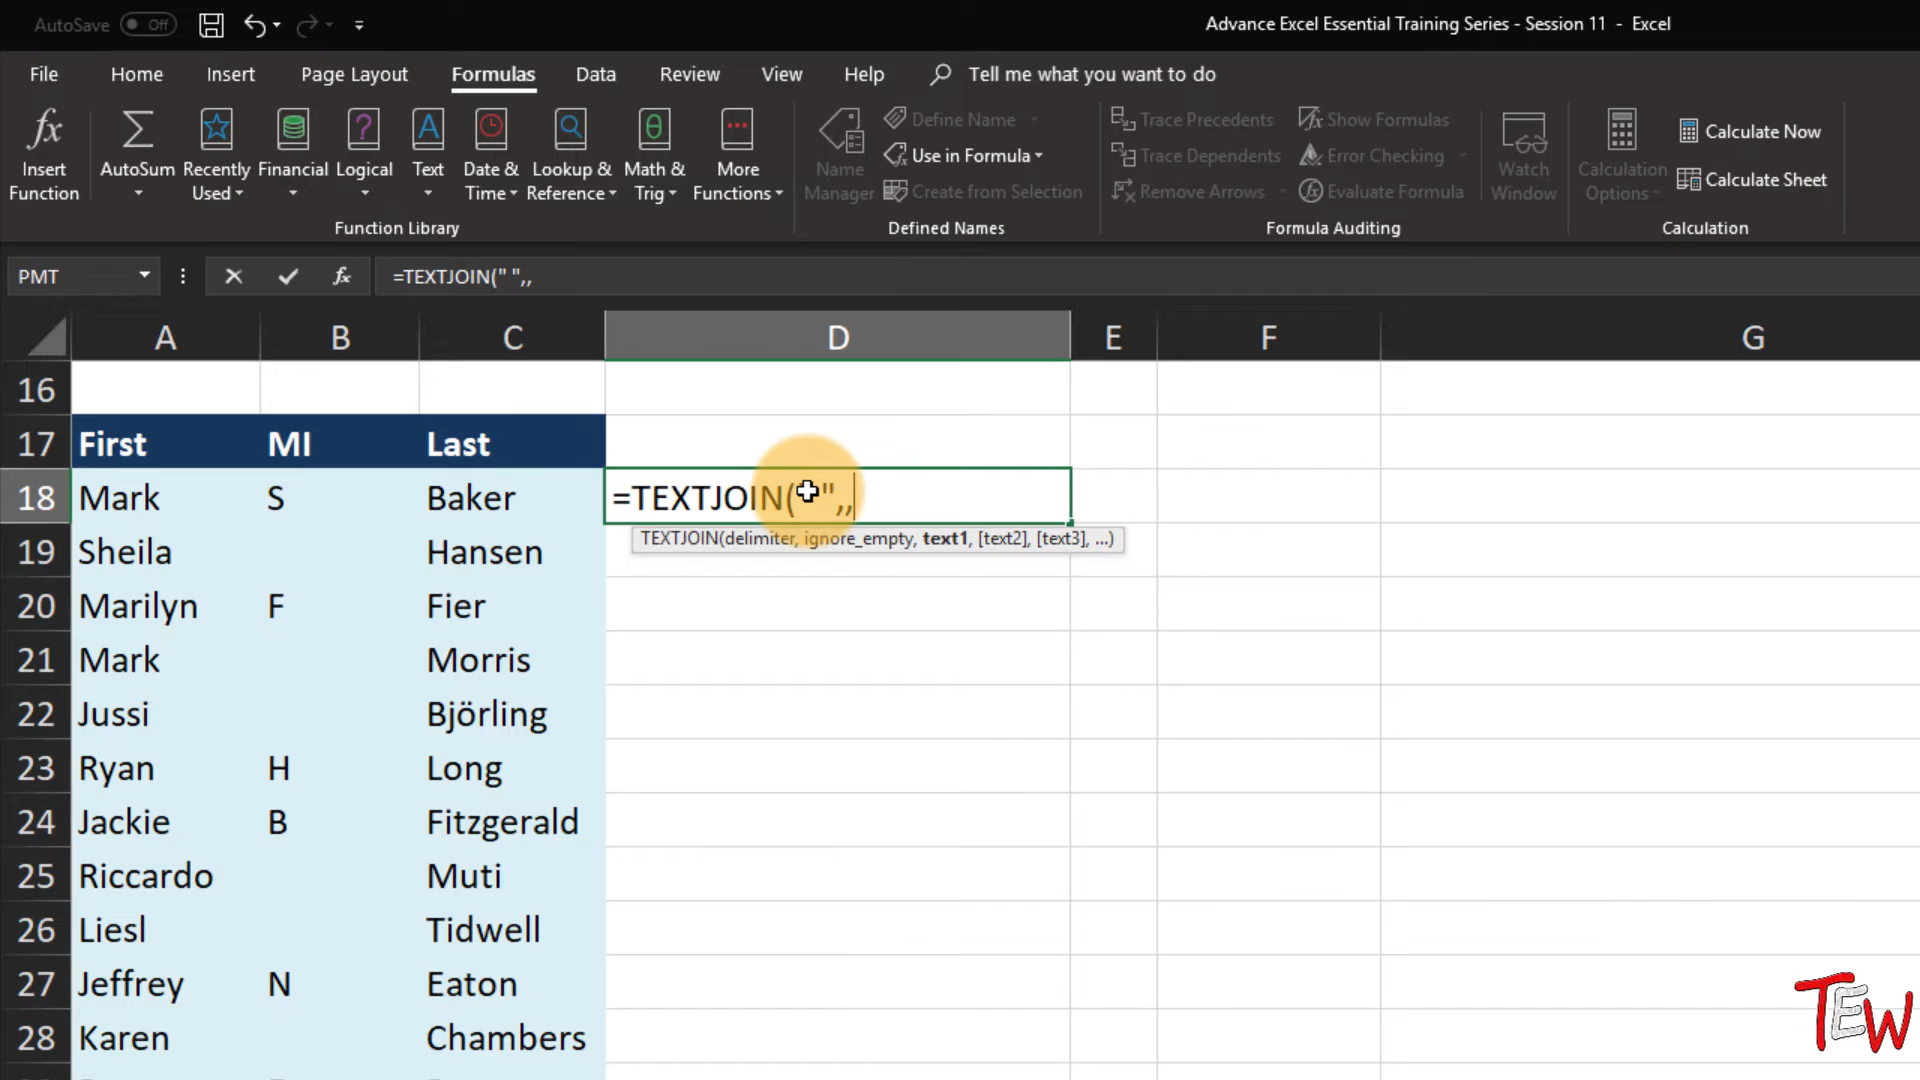 AutoSave Off
Advance Excel Essential Training Series - Session 11 - Excel
File Home Insert Page Layout Formulas Data Review View Help Tell me what you want to do
fx Insert Function
AutoSum
Recently Used
Financial
Logical
Text
Date & Time
Lookup & Reference
Math & Trig
More Functions
Function Library
Name Manager
Define Name
Use in Formula
Create from Selection
Defined Names
Trace Precedents
Trace Dependents
Remove Arrows
Show Formulas
Error Checking
Evaluate Formula
Formula Auditing
Watch Window
Calculation Options
Calculate Now
Calculate Sheet
Calculation
PMT fx =TEXTJOIN(" ",,
A B C D E F G
16
17 First MI Last
18 Mark S Baker =TEXTJOIN(" ",,
TEXTJOIN(delimiter, ignore_empty, text1, [text2], [text3], ...)
19 Sheila Hansen
20 Marilyn F Fier
21 Mark Morris
22 Jussi Björling
23 Ryan H Long
24 Jackie B Fitzgerald
25 Riccardo Muti
26 Liesl Tidwell
27 Jeffrey N Eaton
28 Karen Chambers
TEW